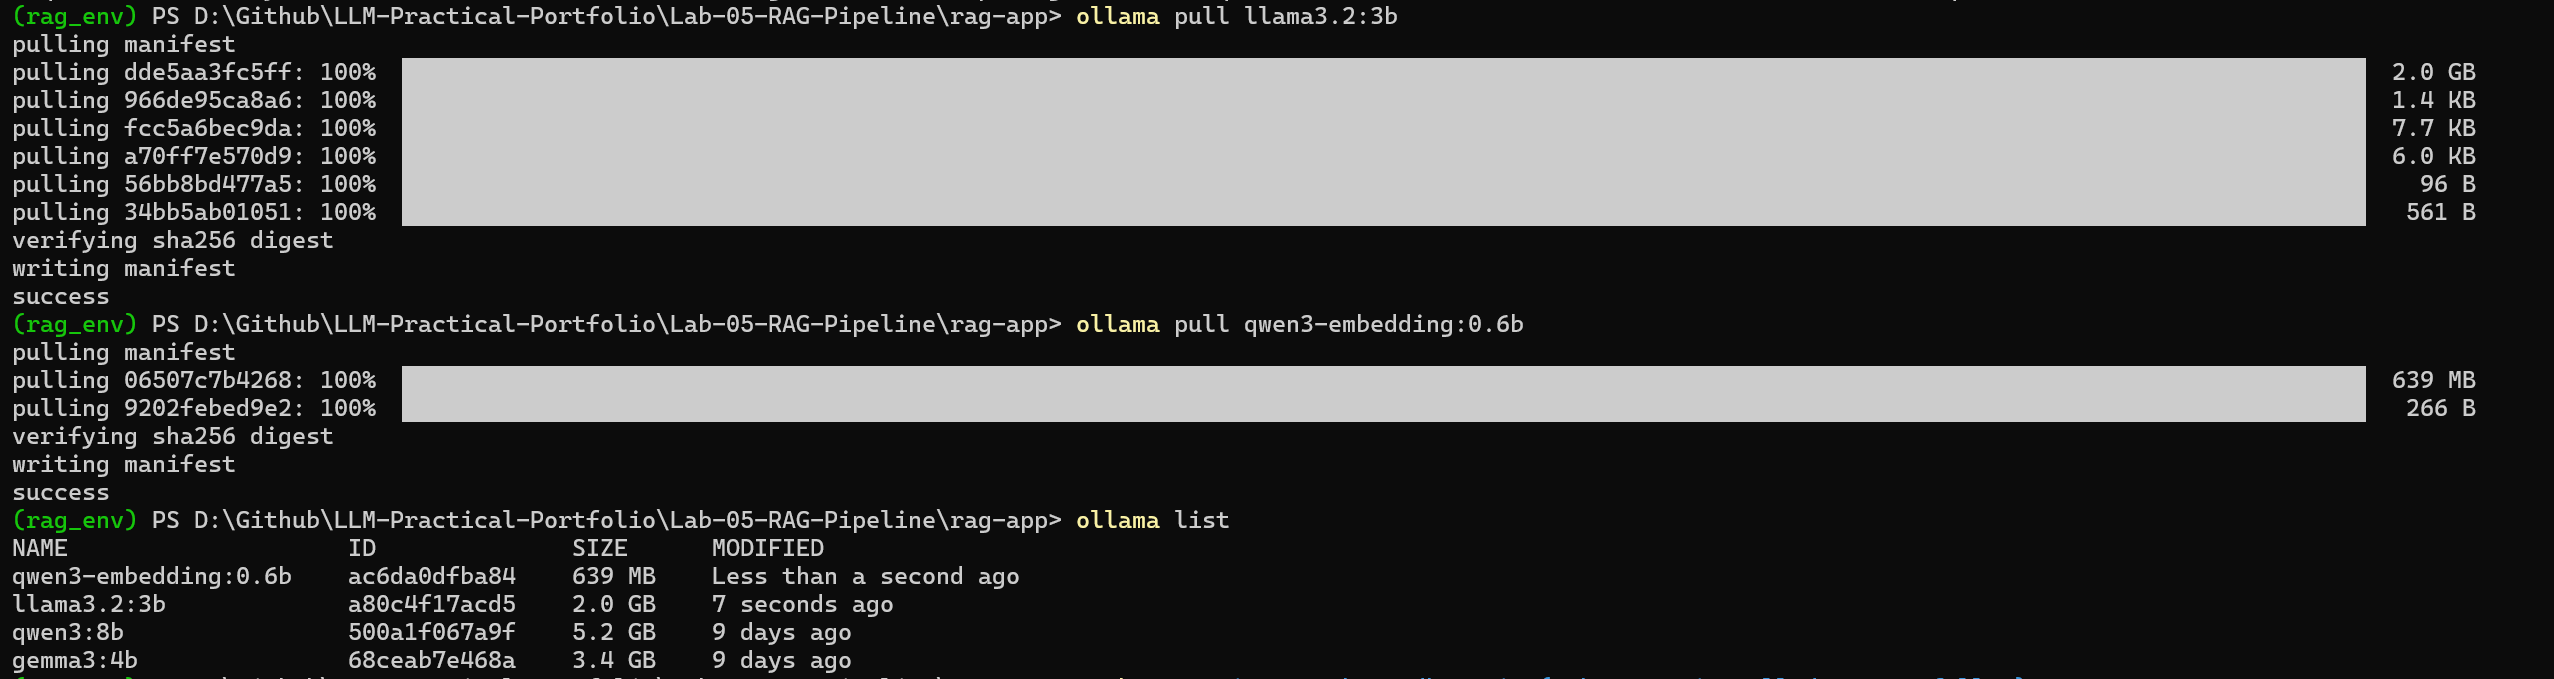 (rag_env) PS D:\Github\LLM-Practical-Portfolio\Lab-05-RAG-Pipeline\rag-app> ollama pull llama3.2:3b
pulling manifest
pulling dde5aa3fc5ff: 100% 2.0 GB
pulling 966de95ca8a6: 100% 1.4 KB
pulling fcc5a6bec9da: 100% 7.7 KB
pulling a70ff7e570d9: 100% 6.0 KB
pulling 56bb8bd477a5: 100% 96 B
pulling 34bb5ab01051: 100% 561 B
verifying sha256 digest
writing manifest
success
(rag_env) PS D:\Github\LLM-Practical-Portfolio\Lab-05-RAG-Pipeline\rag-app> ollama pull qwen3-embedding:0.6b
pulling manifest
pulling 06507c7b4268: 100% 639 MB
pulling 9202febed9e2: 100% 266 B
verifying sha256 digest
writing manifest
success
(rag_env) PS D:\Github\LLM-Practical-Portfolio\Lab-05-RAG-Pipeline\rag-app> ollama list
NAME ID SIZE MODIFIED
qwen3-embedding:0.6b ac6da0dfba84 639 MB Less than a second ago
llama3.2:3b a80c4f17acd5 2.0 GB 7 seconds ago
qwen3:8b 500a1f067a9f 5.2 GB 9 days ago
gemma3:4b 68ceab7e468a 3.4 GB 9 days ago